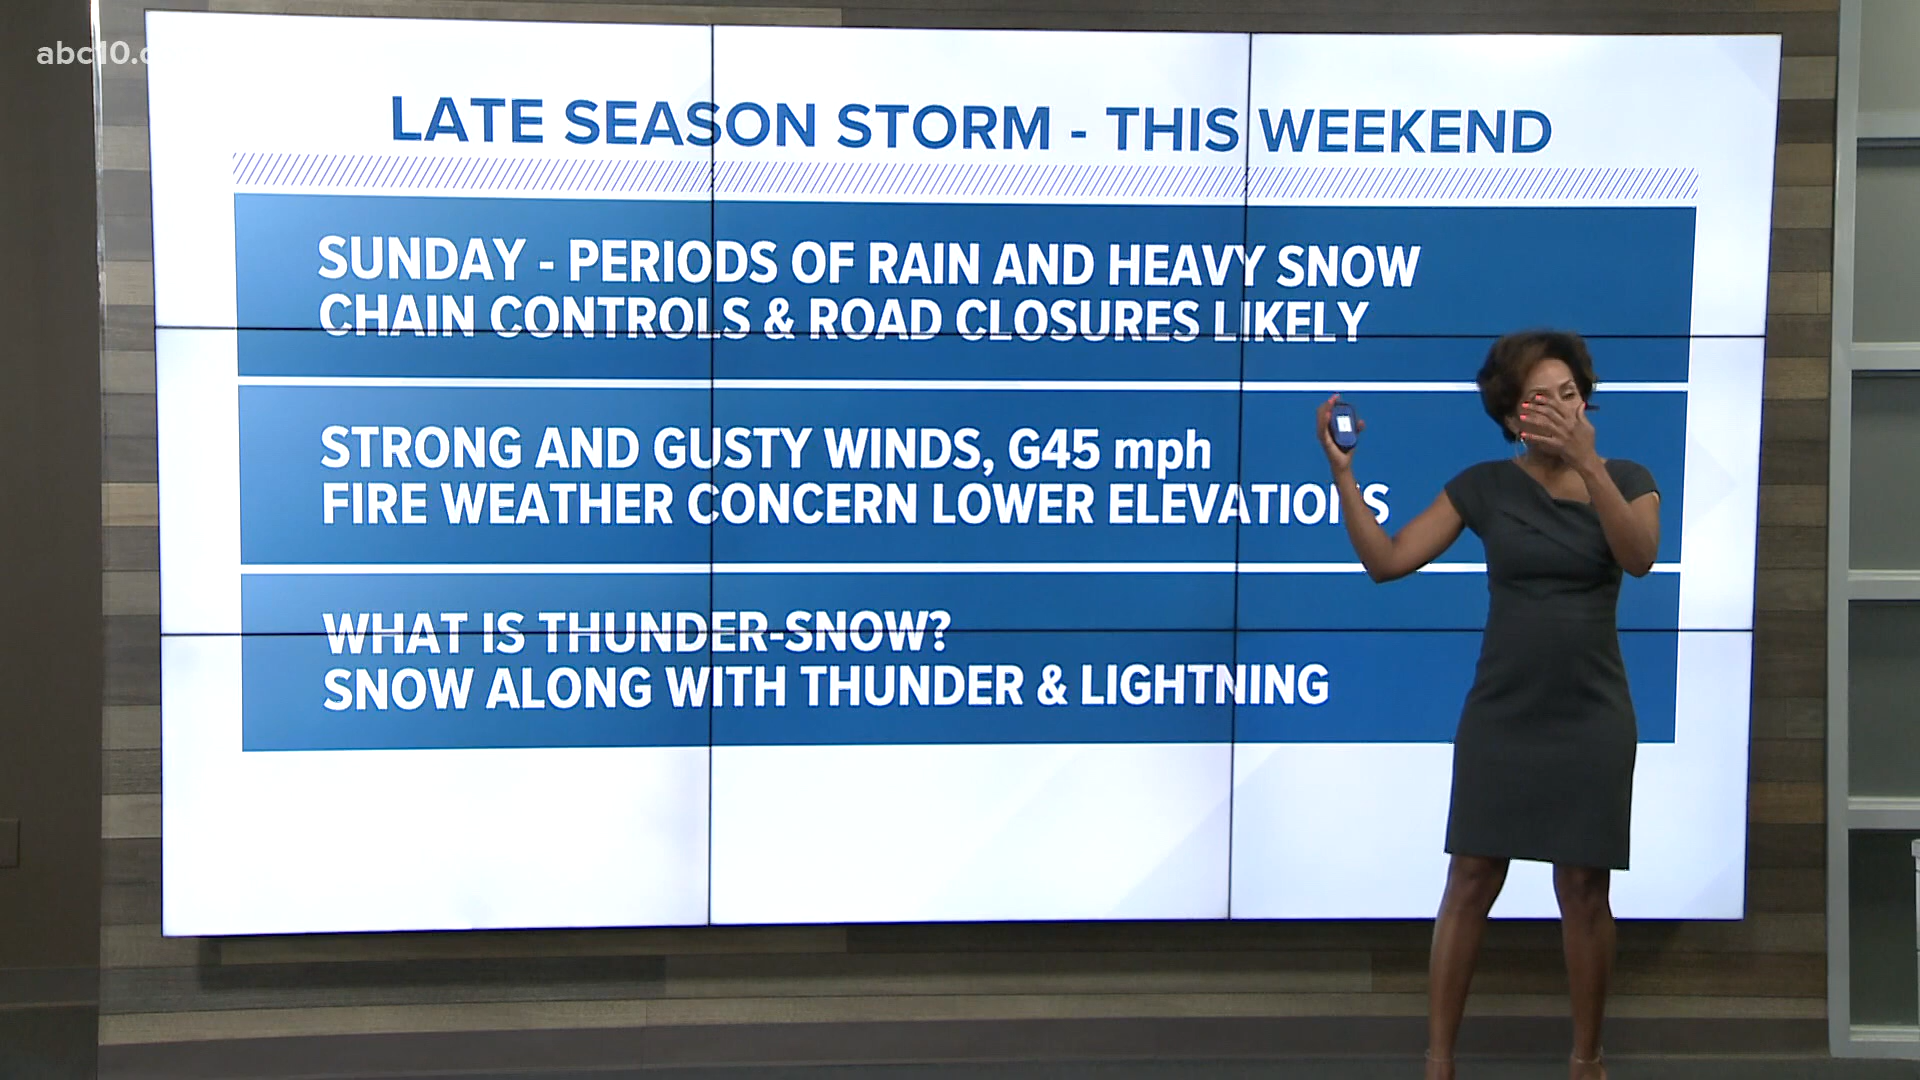 abc10.c
LATE SEASON STORM - THIS WEEKEND
SUNDAY - PERIODS OF RAIN AND HEAVY SNOW
CHAIN CONTROLS & ROAD CLOSURES LIKELY
STRONG AND GUSTY WINDS, G45 mph
FIRE WEATHER CONCERN LOWER ELEVATIONS
WHAT IS THUNDER-SNOW?
SNOW ALONG WITH THUNDER & LIGHTNING